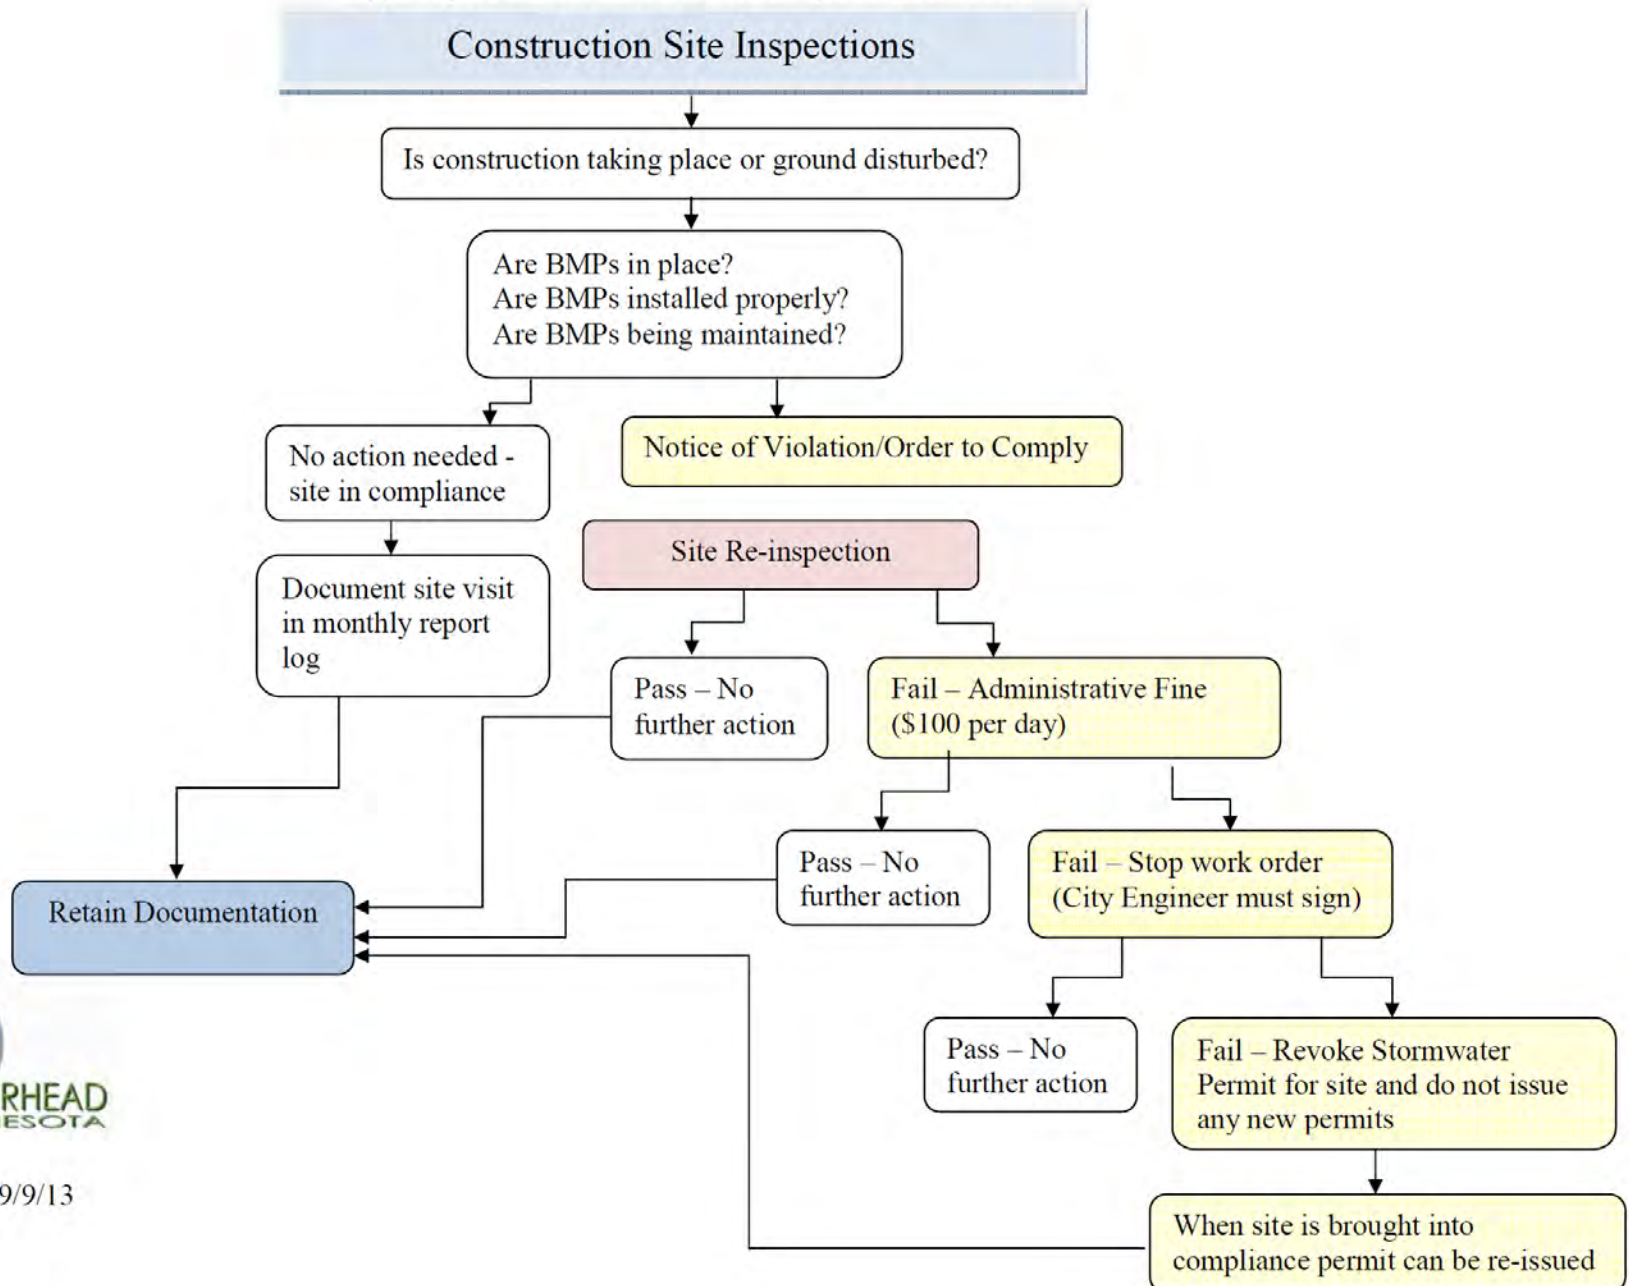 Construction Site Inspections
Is construction taking place or ground disturbed?
Are BMPs in place?
Are BMPs installed properly?
Are BMPs being maintained?
No action needed -
site in compliance
Notice of Violation/Order to Comply
Site Re-inspection
Document site visit
in monthly report
log
Pass – No
further action
Fail – Administrative Fine
($100 per day)
Pass – No
further action
Fail – Stop work order
(City Engineer must sign)
Retain Documentation
Pass – No
further action
Fail – Revoke Stormwater
Permit for site and do not issue
any new permits
RHEAD
ESOTA
9/9/13
When site is brought into
compliance permit can be re-issued